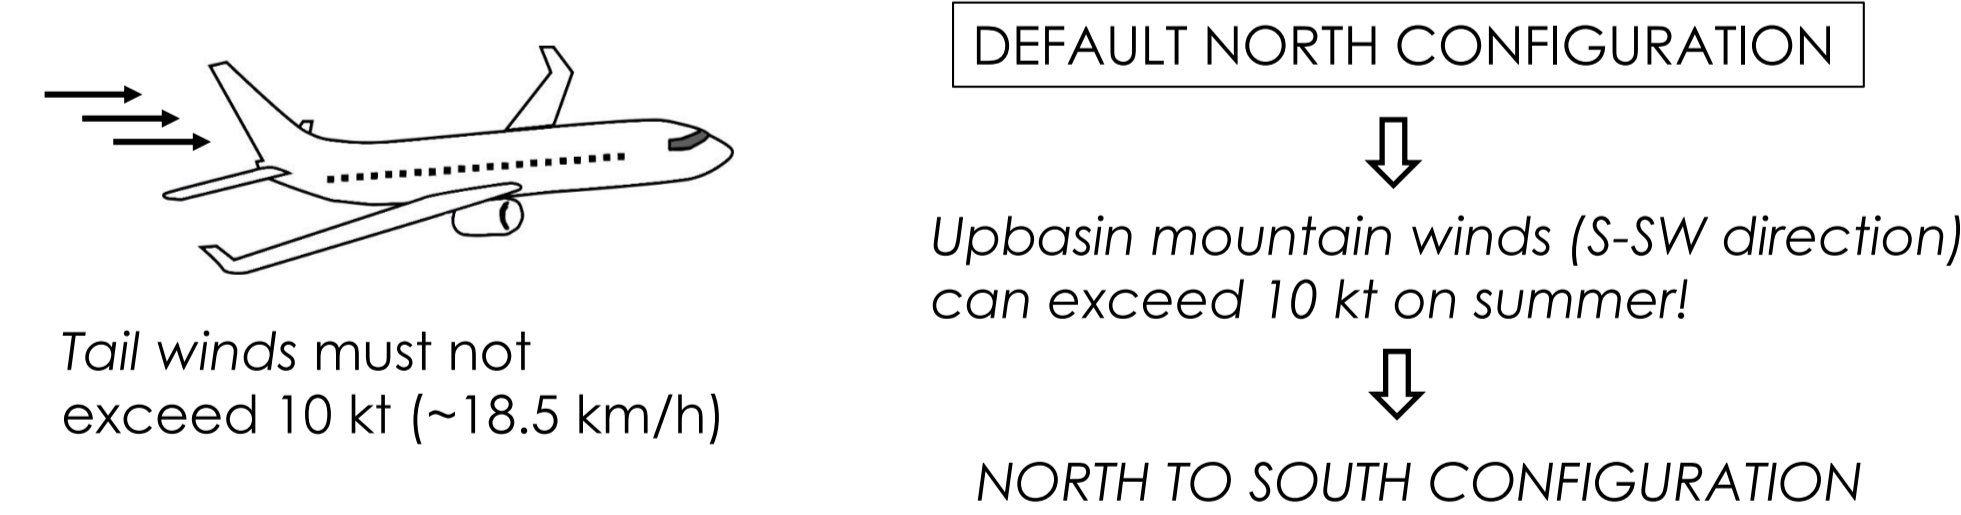 DEFAULT NORTH CONFIGURATION
Upbasin mountain winds (S-SW direction)
can exceed 10 kt on summer!
NORTH TO SOUTH CONFIGURATION
Tail winds must not
exceed 10 kt (~18.5 km/h)